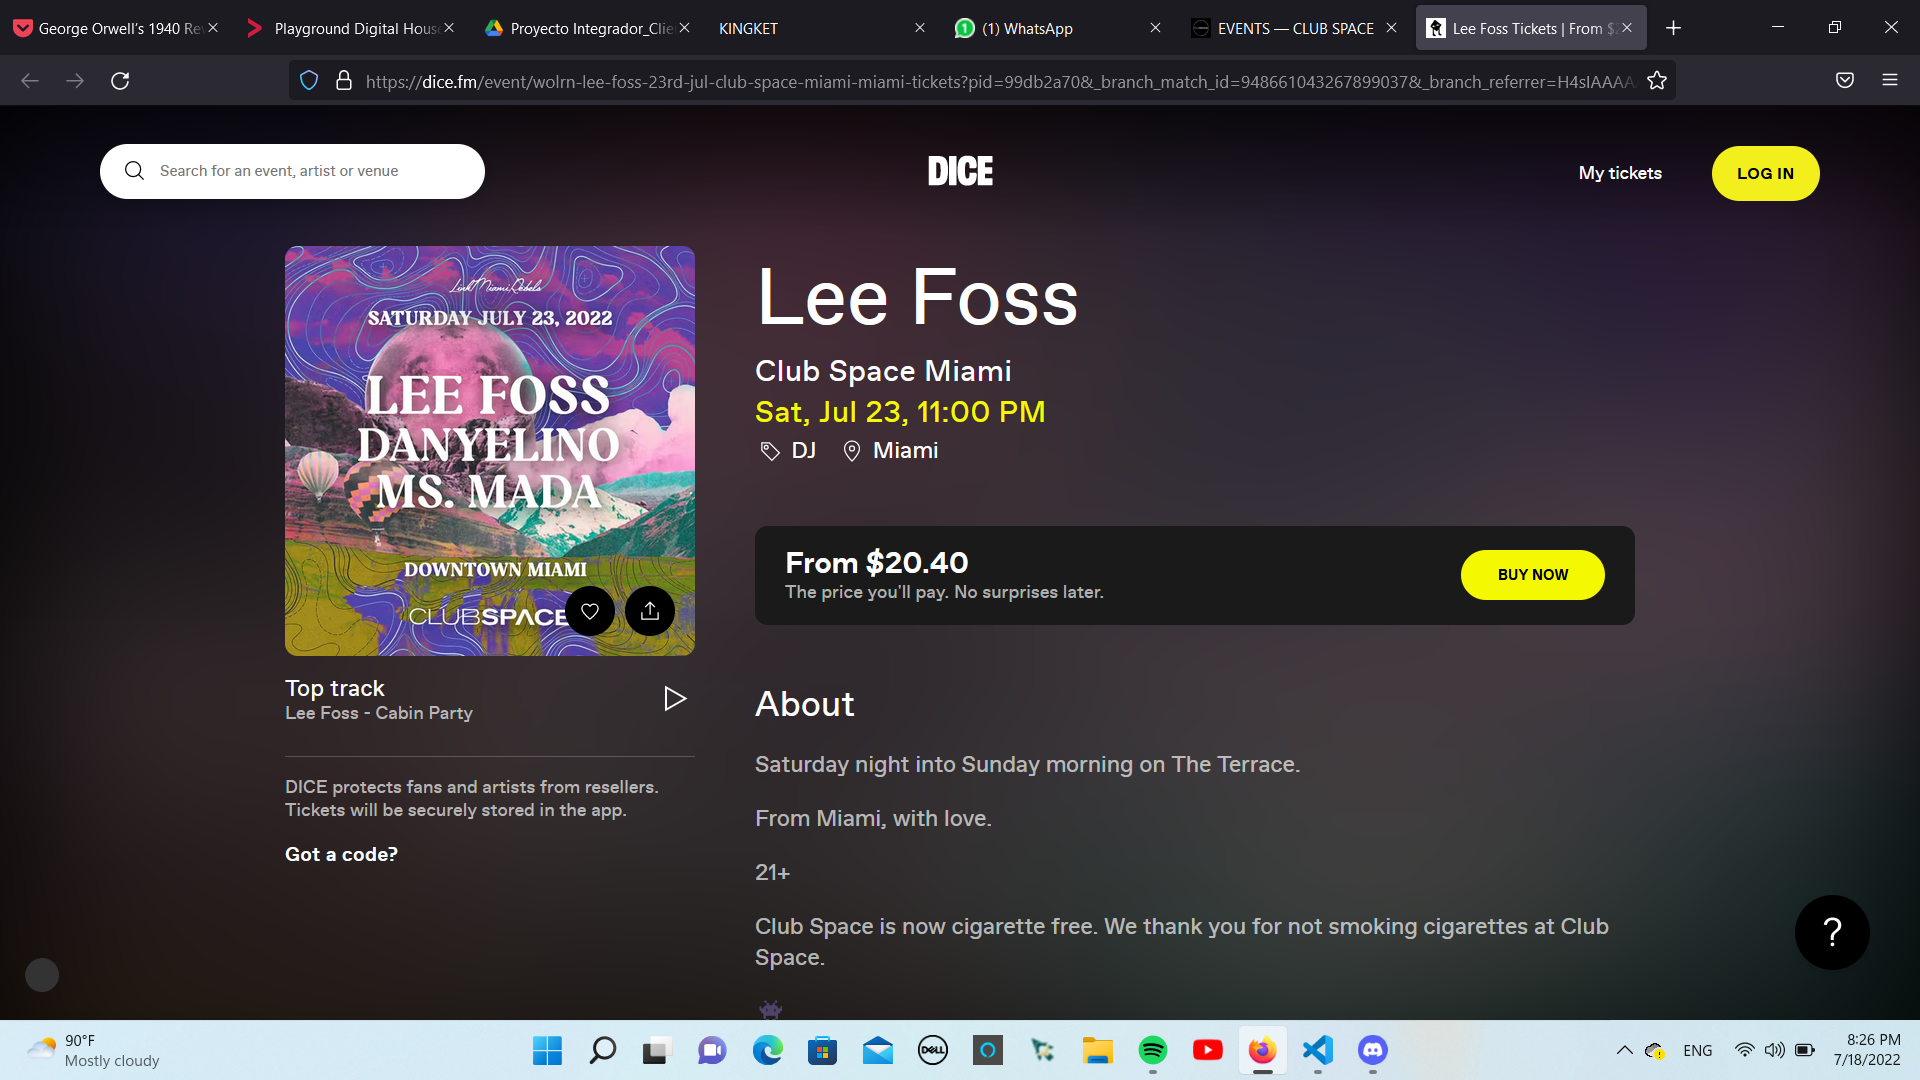 George Orwell's 1940 Re
Playground Digital Hous
Proyecto Integrador_Clie
KINGKET
(1) WhatsApp
EVENTS — CLUB SPACE
Lee Foss Tickets | From $2
https://dice.fm/event/wolrn-lee-foss-23rd-jul-club-space-miami-miami-tickets?pid=99db2a70&_branch_match_id=948661043267899037&_branch_referrer=H4sIAAAA
Search for an event, artist or venue
DICE
My tickets
LOG IN
Link Miami Rebels
SATURDAY JULY 23, 2022
LEE FOSS
DANYELINO
MS. MADA
DOWNTOWN MIAMI
CLUBSPACE
Top track
Lee Foss - Cabin Party
DICE protects fans and artists from resellers.
Tickets will be securely stored in the app.
Got a code?
Lee Foss
Club Space Miami
Sat, Jul 23, 11:00 PM
DJ Miami
From $20.40
The price you'll pay. No surprises later.
BUY NOW
About
Saturday night into Sunday morning on The Terrace.
From Miami, with love.
21+
Club Space is now cigarette free. We thank you for not smoking cigarettes at Club
Space.
?
90°F
Mostly cloudy
DELL
ENG
8:26 PM
7/18/2022